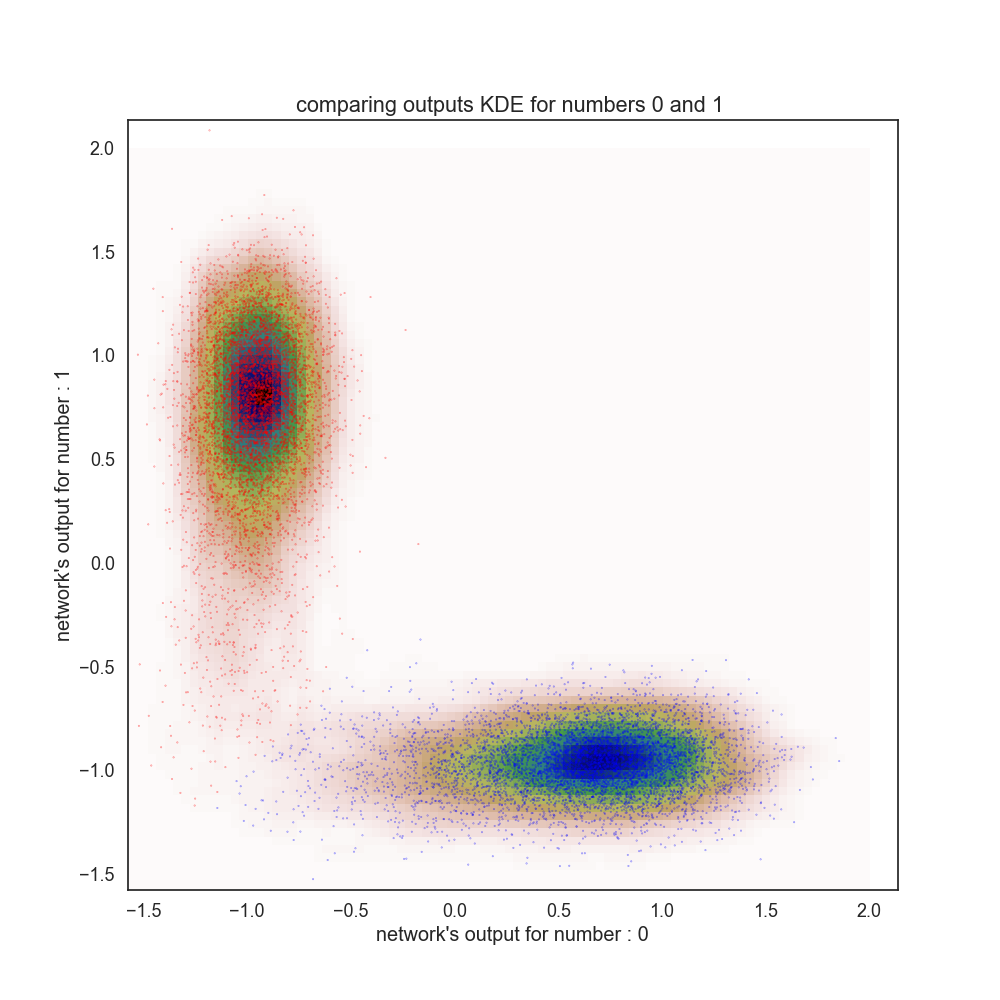 comparing outputs KDE for numbers 0 and 1
2.0
1.5
1.0
0.5
0.0
−0.5
−1.0
−1.5
network's output for number : 1
−1.5 −1.0 −0.5 0.0 0.5 1.0 1.5 2.0
network's output for number : 0